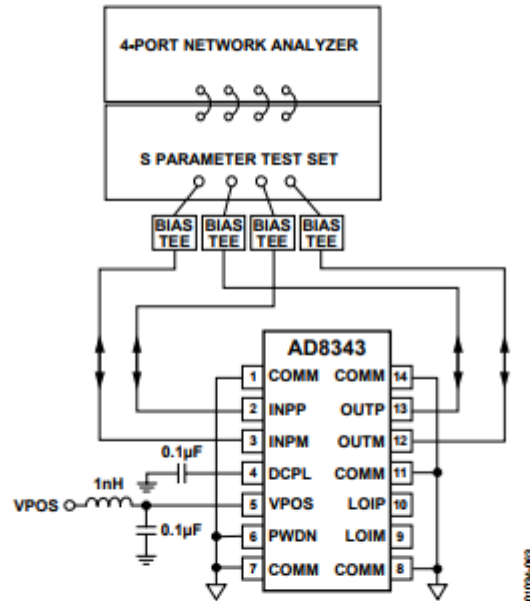 4-PORT NETWORK ANALYZER
S PARAMETER TEST SET
BIAS TEE
BIAS TEE
BIAS TEE
BIAS TEE
AD8343
1 COMM COMM 14
2 INPP OUTP 13
3 INPM OUTM 12
0.1µF
4 DCPL COMM 11
1nH
VPOS
5 VPOS LOIP 10
0.1µF
6 PWDN LOIM 9
7 COMM COMM 8